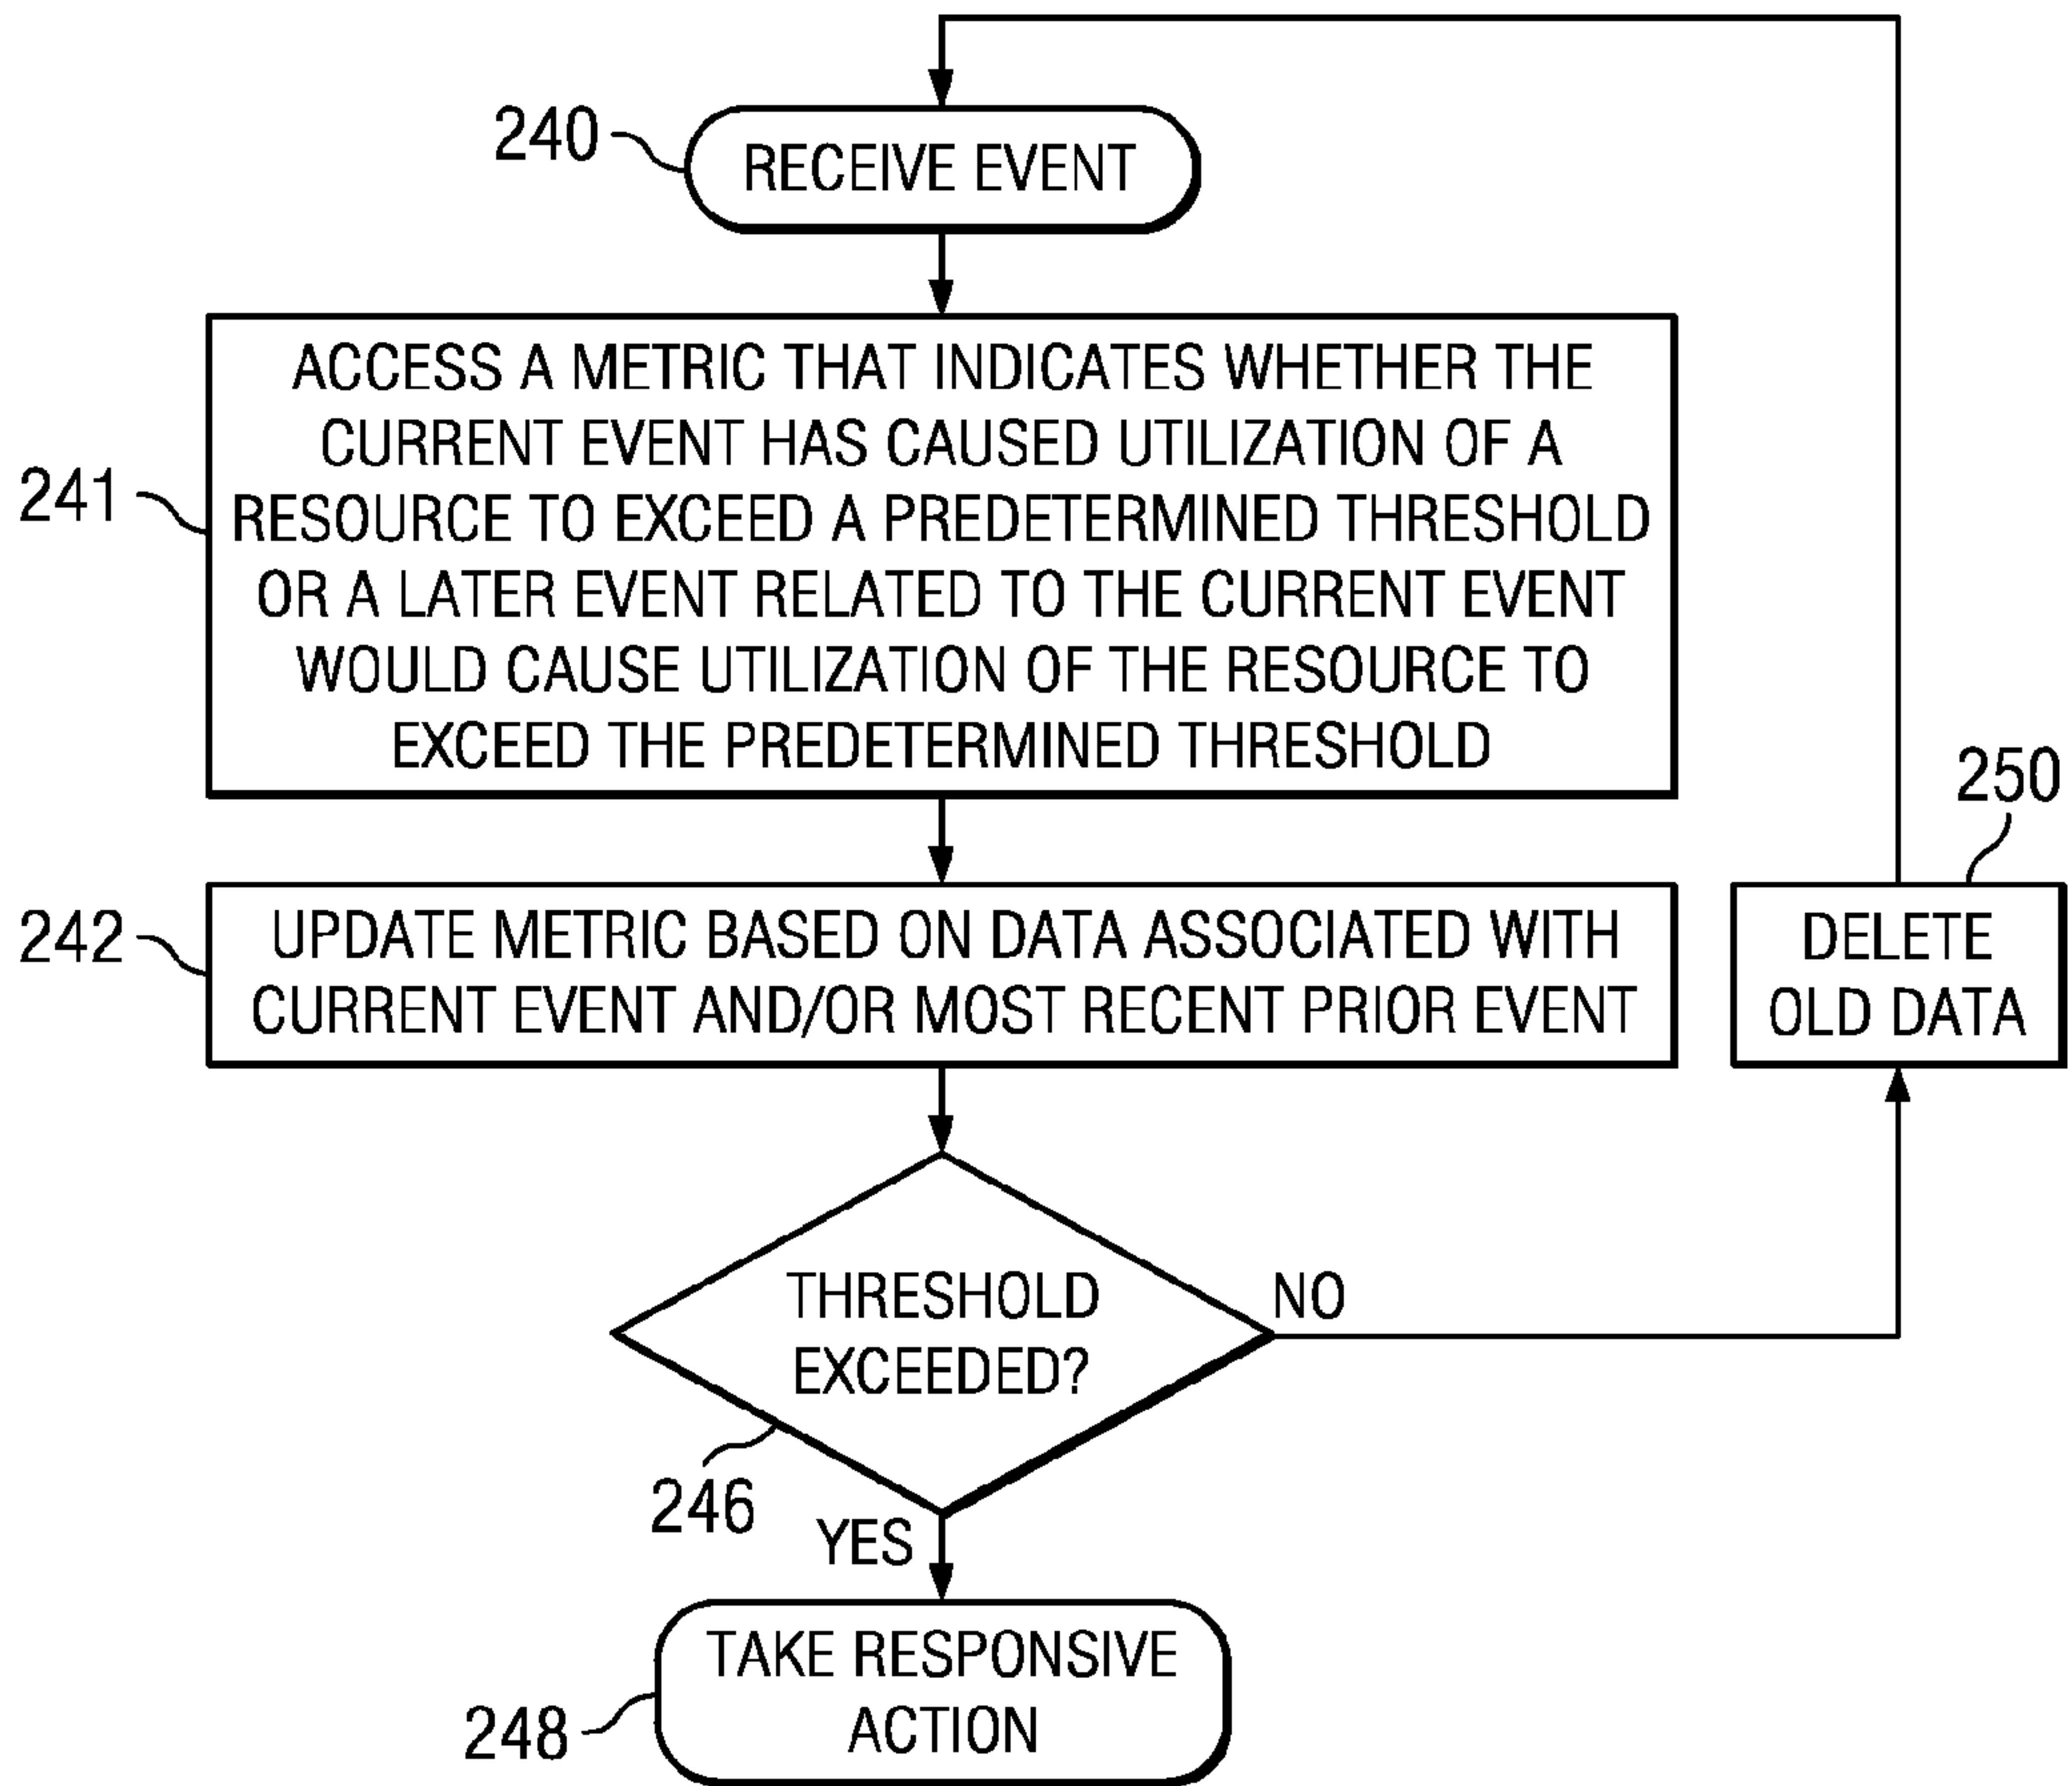 240
RECEIVE EVENT
241
ACCESS A METRIC THAT INDICATES WHETHER THE
CURRENT EVENT HAS CAUSED UTILIZATION OF A
RESOURCE TO EXCEED A PREDETERMINED THRESHOLD
OR A LATER EVENT RELATED TO THE CURRENT EVENT
WOULD CAUSE UTILIZATION OF THE RESOURCE TO
EXCEED THE PREDETERMINED THRESHOLD
242
UPDATE METRIC BASED ON DATA ASSOCIATED WITH
CURRENT EVENT AND/OR MOST RECENT PRIOR EVENT
250
DELETE
OLD DATA
THRESHOLD
EXCEEDED?
NO
246
YES
TAKE RESPONSIVE
ACTION
248